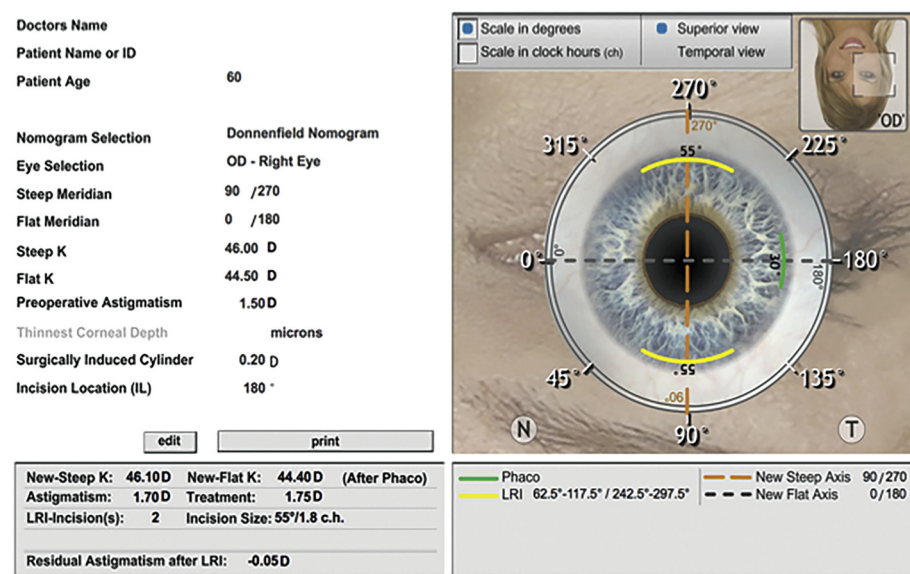 Doctors Name
Patient Name or ID
Patient Age 60
Nomogram Selection Donnenfield Nomogram
Eye Selection OD - Right Eye
Steep Meridian 90 /270
Flat Meridian 0 /180
Steep K 46.00 D
Flat K 44.50 D
Preoperative Astigmatism 1.50 D
Thinnest Corneal Depth microns
Surgically Induced Cylinder 0.20 D
Incision Location (IL) 180 °
edit print
New-Steep K: 46.10 D New-Flat K: 44.40 D (After Phaco)
Astigmatism: 1.70 D Treatment: 1.75 D
LRI-Incision(s): 2 Incision Size: 55°/1.8 c.h.
Residual Astigmatism after LRI: -0.05 D
Scale in degrees Superior view
Scale in clock hours (ch) Temporal view
'OD'
270°
270°
315° 55° 225°
0° 0° 30° 180° 180°
55°
45° 90° 135°
N 90° T
Phaco New Steep Axis 90/270
LRI 62.5°-117.5° / 242.5°-297.5° New Flat Axis 0/180